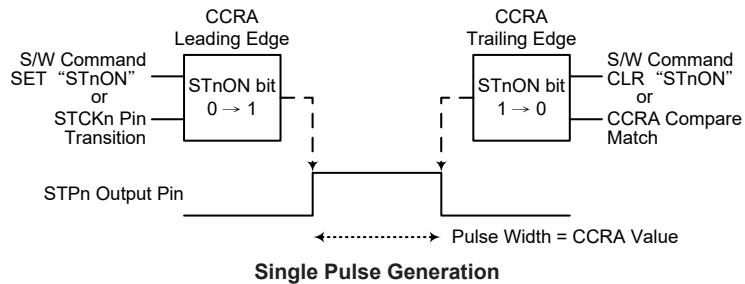 CCRA
Leading Edge
S/W Command
SET “STnON”
or
STCKn Pin
Transition
STnON bit
0 → 1
CCRA
Trailing Edge
STnON bit
1 → 0
S/W Command
CLR “STnON”
or
CCRA Compare
Match
STPn Output Pin
Pulse Width = CCRA Value
Single Pulse Generation